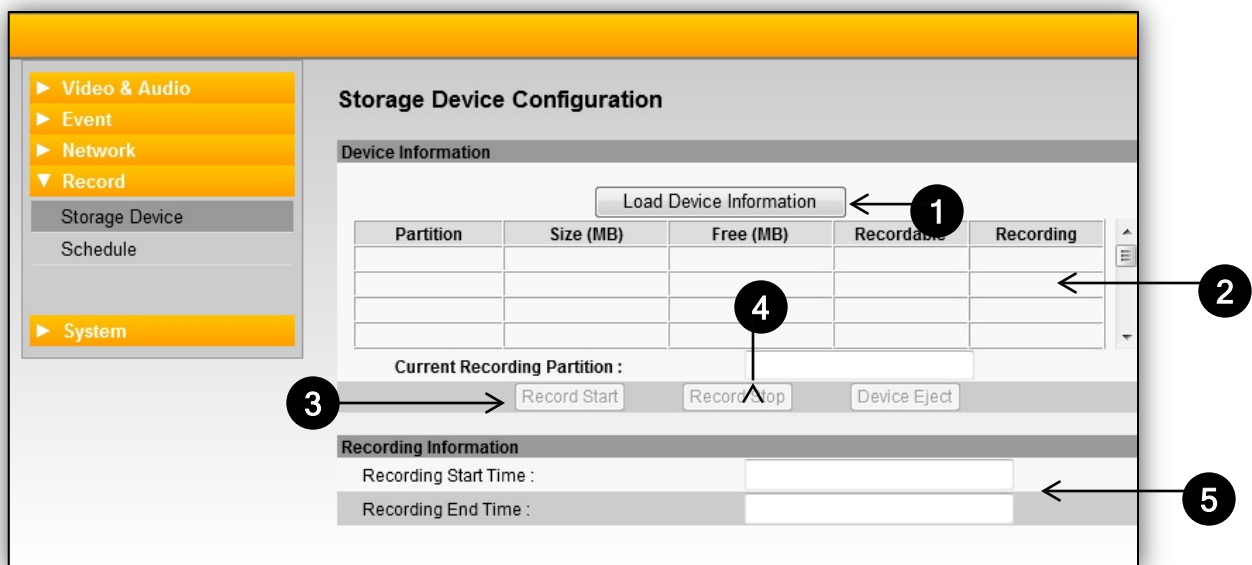 Video & Audio
Event
Network
Record
Storage Device
Schedule
System
Storage Device Configuration
Device Information
Load Device Information
1
Partition Size (MB) Free (MB) Recordable Recording
2
4
Current Recording Partition :
3
Record Start Record Stop Device Eject
Recording Information
Recording Start Time :
5
Recording End Time :